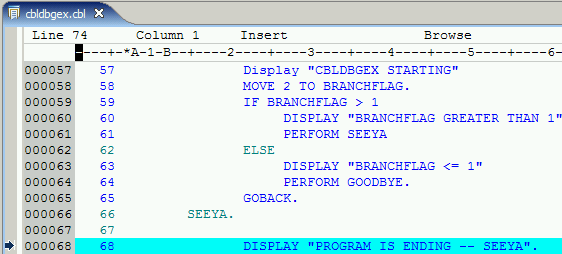 cbldbgex.cbl
Line 74 Column 1 Insert Browse
----+-*A-1-B--+----2----+----3----+----4----+----5----+----6-
000057 57 Display "CBLDBGEX STARTING"
000058 58 MOVE 2 TO BRANCHFLAG.
000059 59 IF BRANCHFLAG > 1
000060 60 DISPLAY "BRANCHFLAG GREATER THAN 1"
000061 61 PERFORM SEEYA
000062 62 ELSE
000063 63 DISPLAY "BRANCHFLAG <= 1"
000064 64 PERFORM GOODBYE.
000065 65 GOBACK.
000066 66 SEEYA.
000067 67
000068 68 DISPLAY "PROGRAM IS ENDING -- SEEYA".